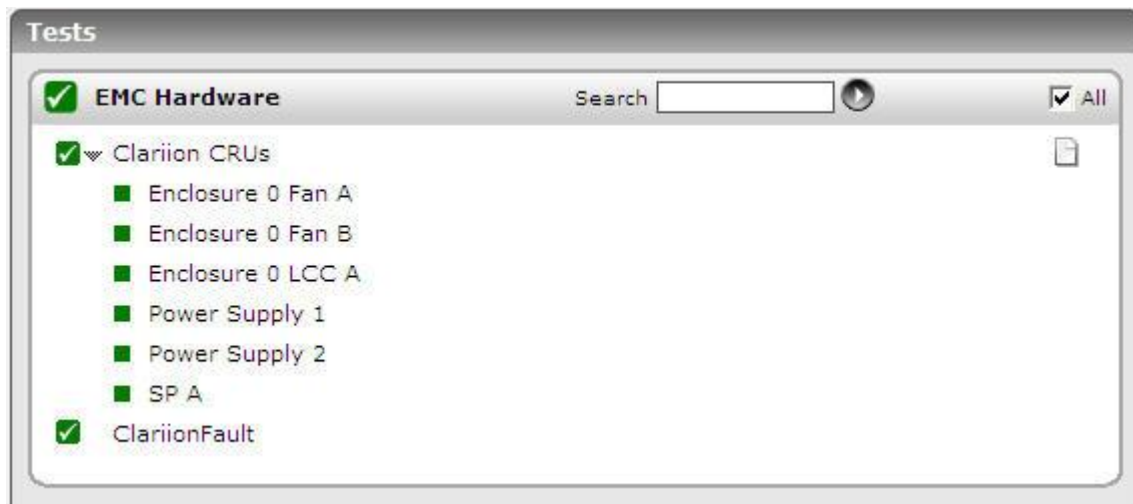 Tests
EMC Hardware Search All
Clariion CRUs
Enclosure 0 Fan A
Enclosure 0 Fan B
Enclosure 0 LCC A
Power Supply 1
Power Supply 2
SP A
ClariionFault